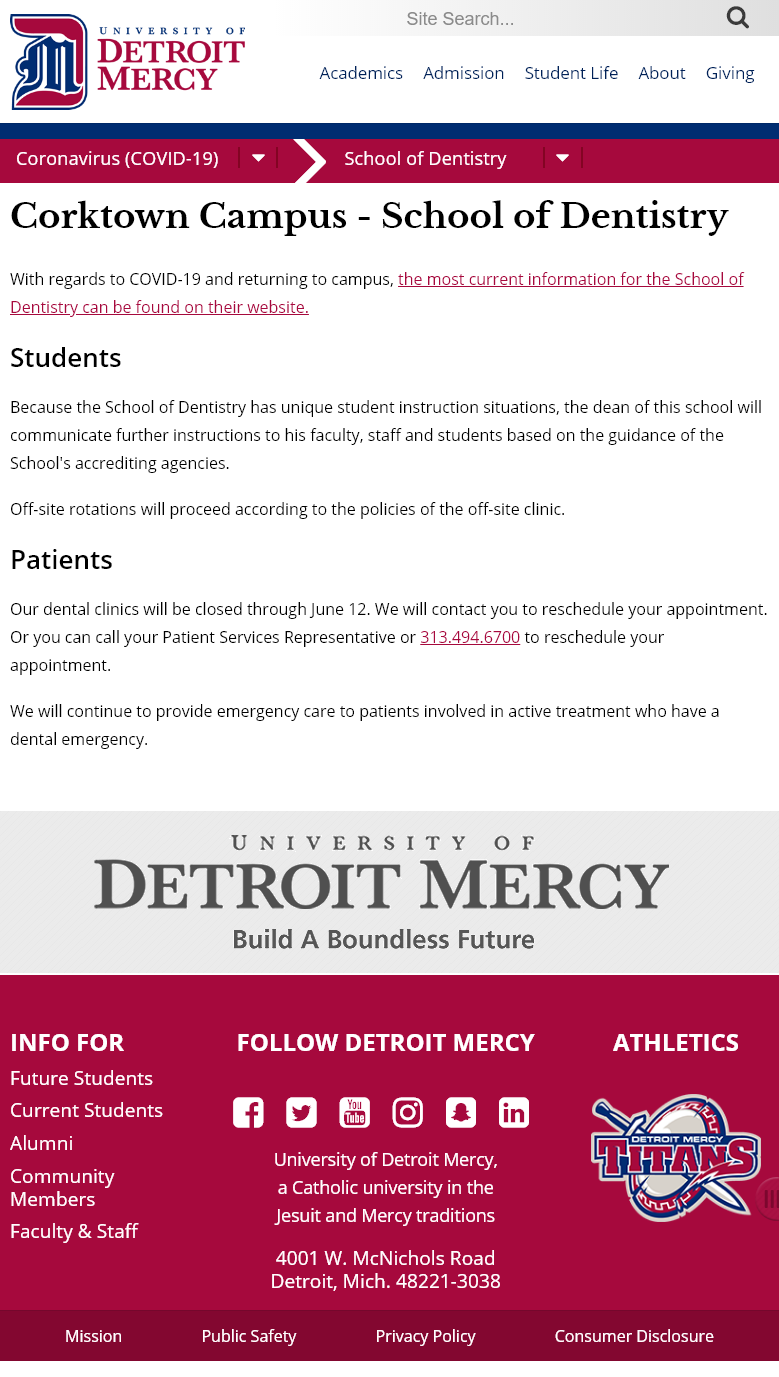 Site Search...
UNIVERSITY OF
DETROIT
MERCY
Academics Admission Student Life About Giving
Coronavirus (COVID-19) School of Dentistry
Corktown Campus - School of Dentistry
With regards to COVID-19 and returning to campus, the most current information for the School of
Dentistry can be found on their website.
Students
Because the School of Dentistry has unique student instruction situations, the dean of this school will
communicate further instructions to his faculty, staff and students based on the guidance of the
School's accrediting agencies.
Off-site rotations will proceed according to the policies of the off-site clinic.
Patients
Our dental clinics will be closed through June 12. We will contact you to reschedule your appointment.
Or you can call your Patient Services Representative or 313.494.6700 to reschedule your
appointment.
We will continue to provide emergency care to patients involved in active treatment who have a
dental emergency.
UNIVERSITY OF
DETROIT MERCY
Build A Boundless Future
INFO FOR
Future Students
Current Students
Alumni
Community
Members
Faculty & Staff
FOLLOW DETROIT MERCY
You
Tube
University of Detroit Mercy,
a Catholic university in the
Jesuit and Mercy traditions
4001 W. McNichols Road
Detroit, Mich. 48221-3038
ATHLETICS
DETROIT MERCY
TITANS
Mission Public Safety Privacy Policy Consumer Disclosure